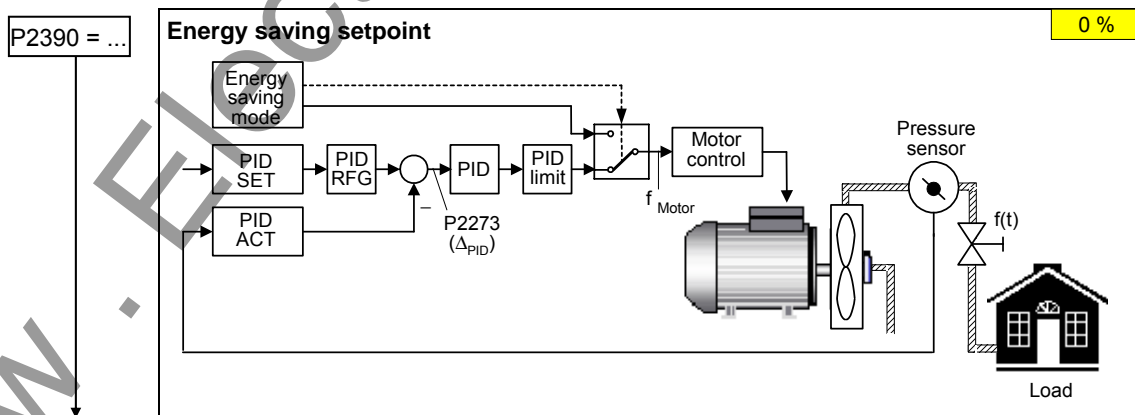 P2390 = ...
Energy saving setpoint
0 %
Energy
saving
mode
PID
SET
PID
RFG
PID
PID
limit
Motor
control
Pressure
sensor
f Motor
f(t)
PID
ACT
–
P2273
(ΔPID)
Load
w . Elec